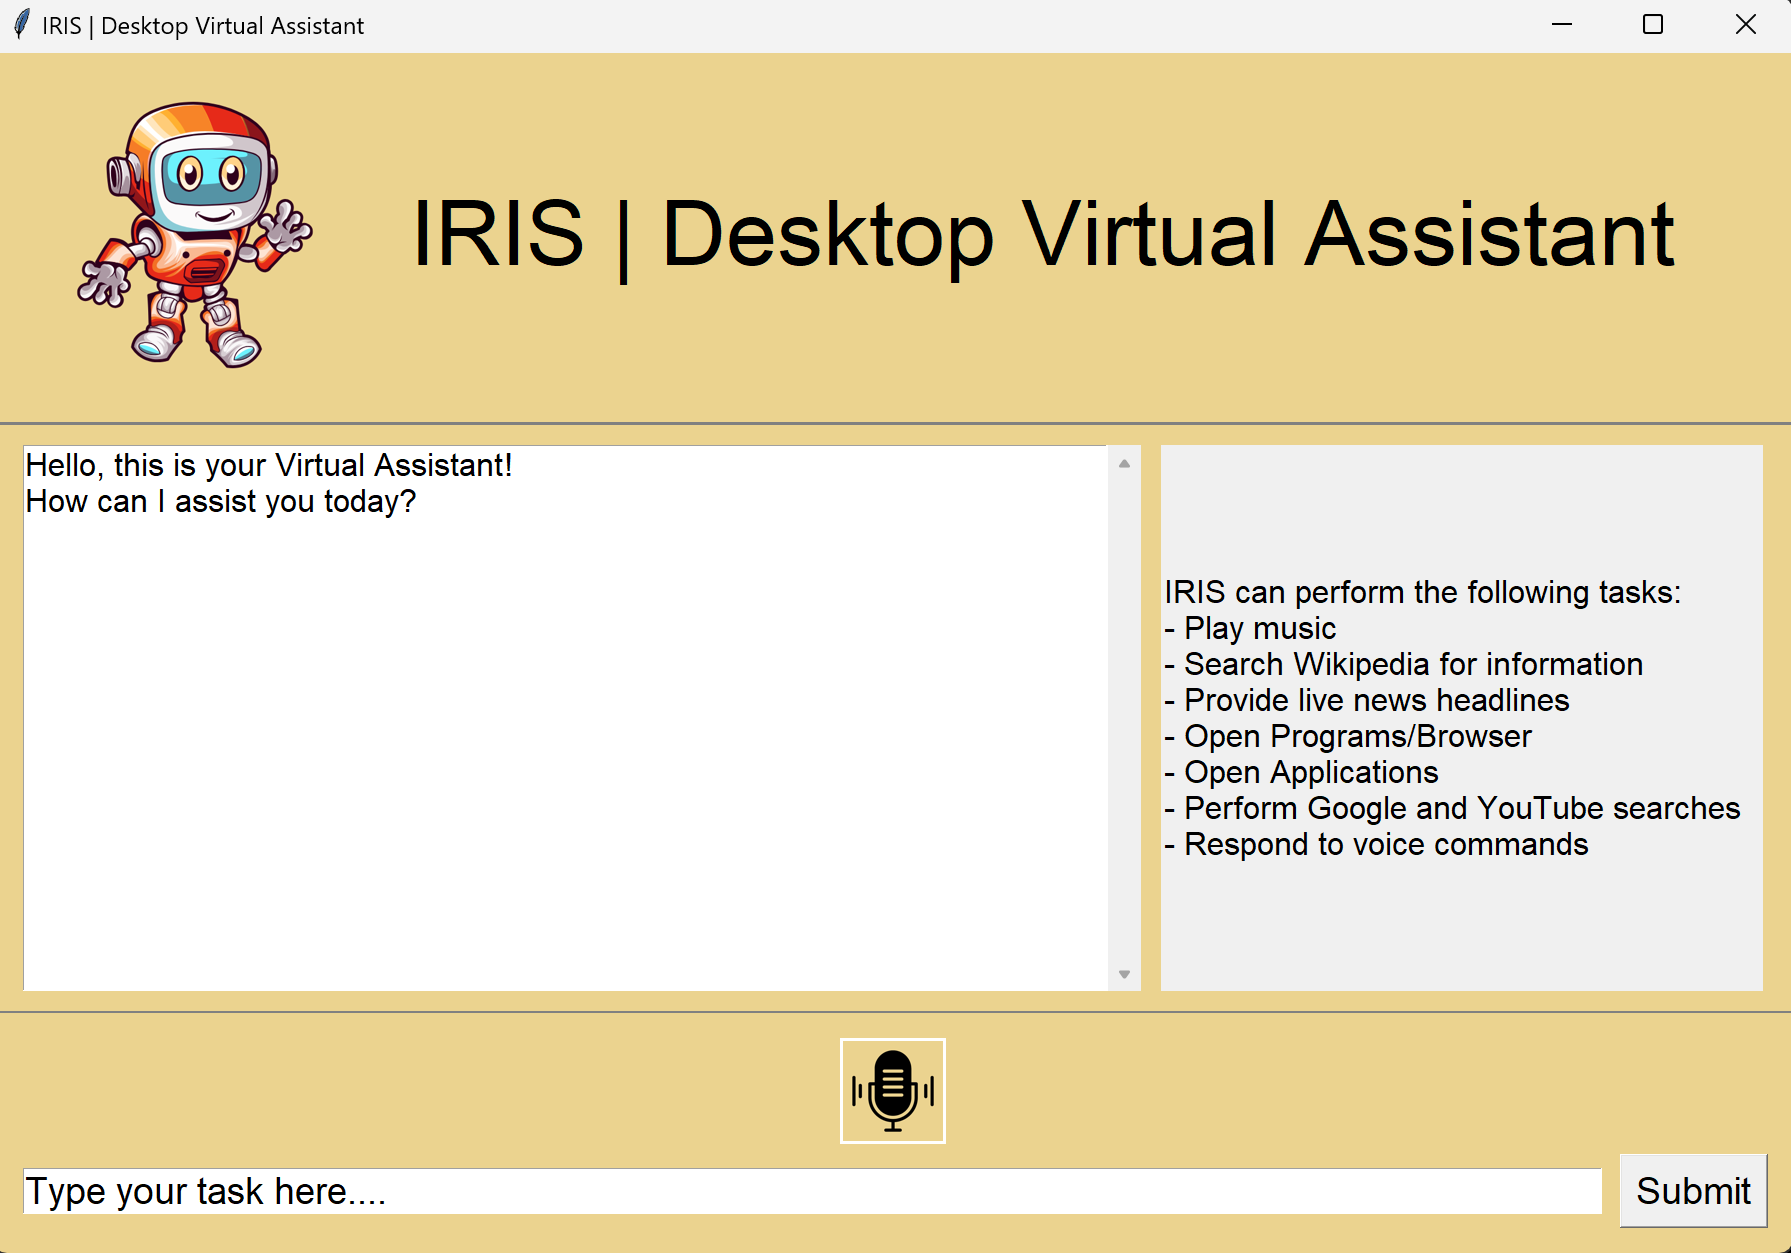 IRIS | Desktop Virtual Assistant
IRIS | Desktop Virtual Assistant
Hello, this is your Virtual Assistant!
How can I assist you today?
IRIS can perform the following tasks:
- Play music
- Search Wikipedia for information
- Provide live news headlines
- Open Programs/Browser
- Open Applications
- Perform Google and YouTube searches
- Respond to voice commands
Type your task here....
Submit